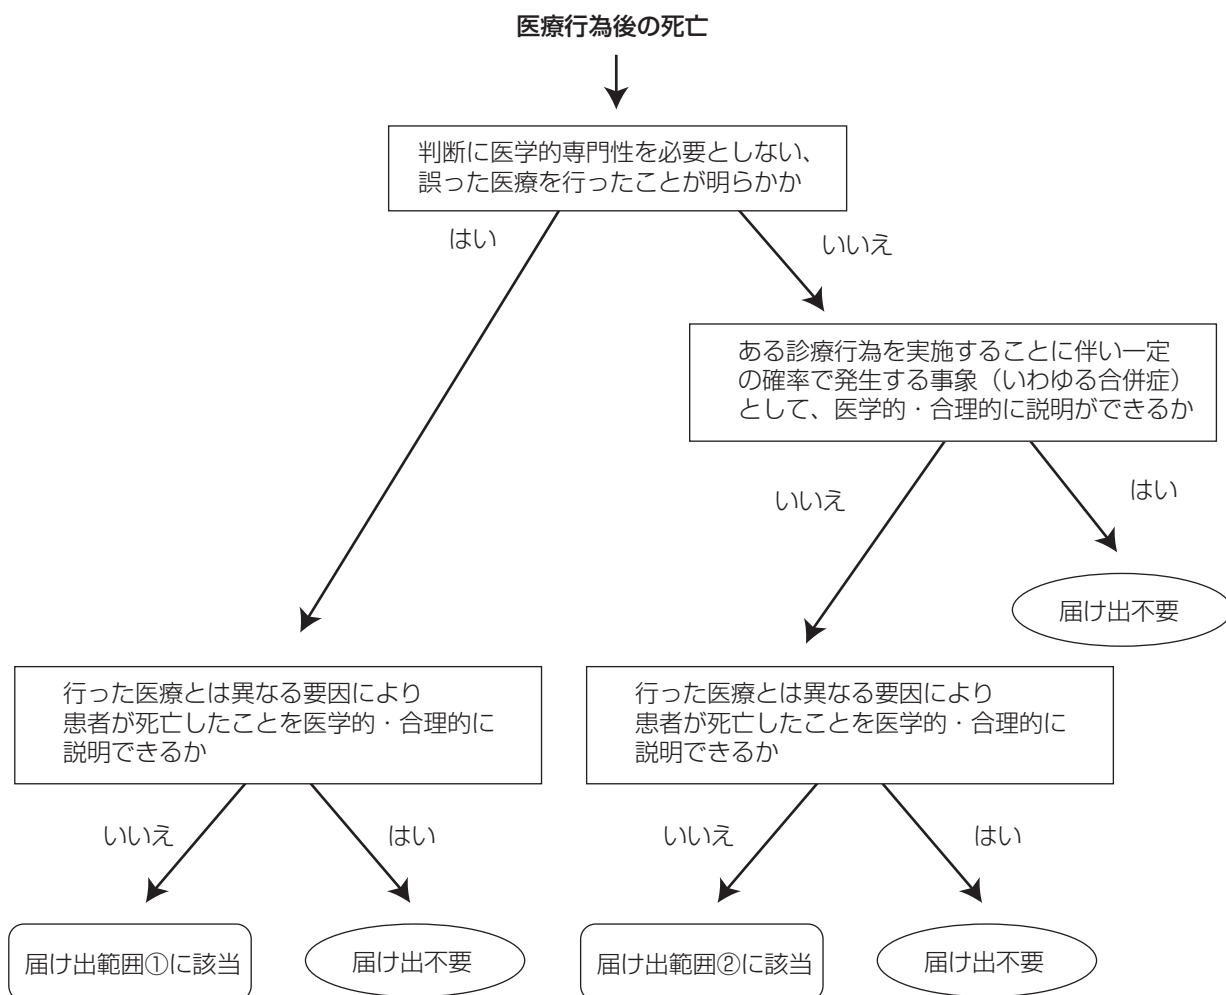 医療行為後の死亡
判断に医学的専門性を必要としない、
誤った医療を行ったことが明らかか
はい
いいえ
ある診療行為を実施することに伴い一定
の確率で発生する事象（いわゆる合併症）
として、医学的・合理的に説明ができるか
いいえ
はい
届け出不要
行った医療とは異なる要因により
患者が死亡したことを医学的・合理的に
説明できるか
行った医療とは異なる要因により
患者が死亡したことを医学的・合理的に
説明できるか
いいえ
はい
いいえ
はい
届け出範囲①に該当
届け出不要
届け出範囲②に該当
届け出不要